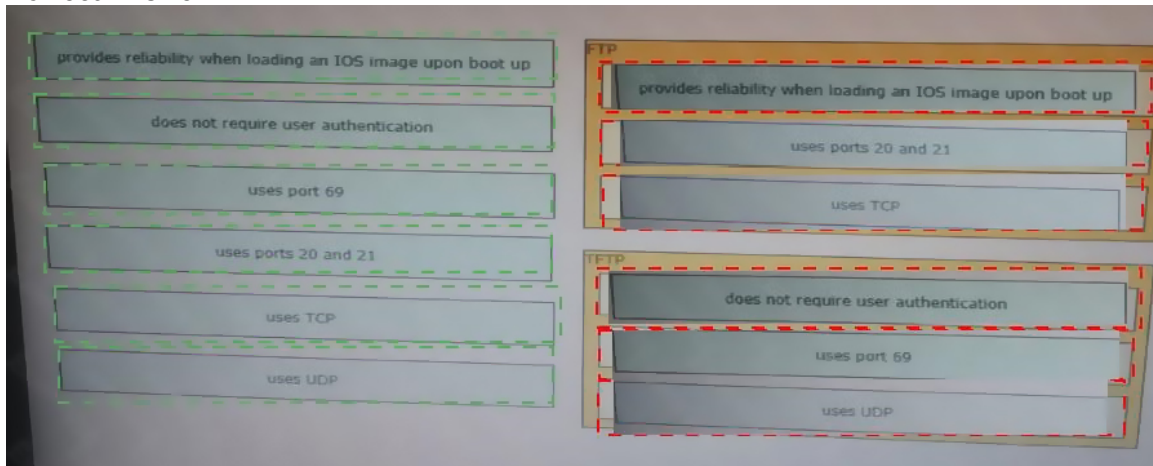 provides reliability when loading an IOS image upon boot up
does not require user authentication
uses port 69
uses ports 20 and 21
uses TCP
uses UDP
FTP
provides reliability when loading an IOS image upon boot up
uses ports 20 and 21
uses TCP
TFTP
does not require user authentication
uses port 69
uses UDP